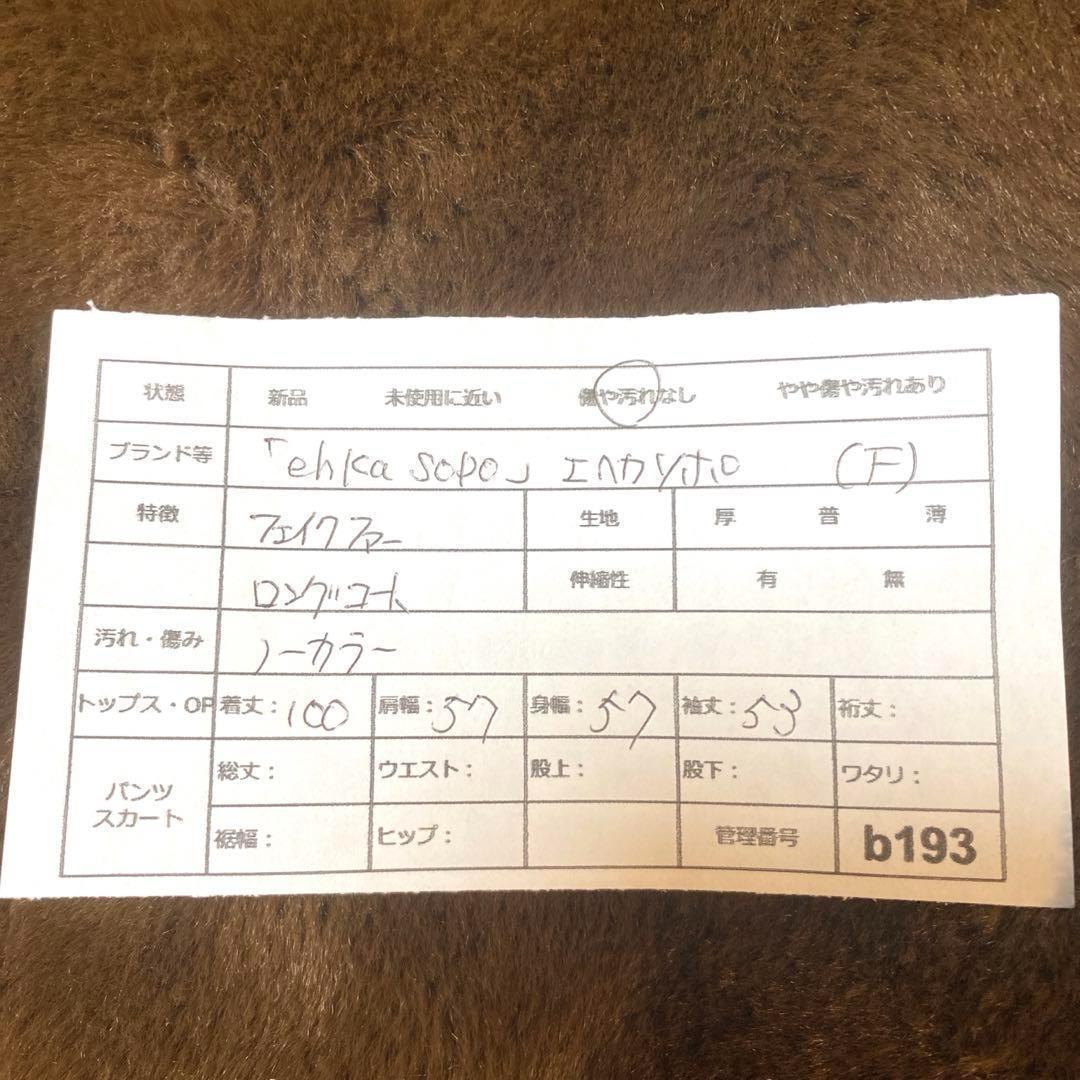 状態 新品 未使用に近い 傷や汚れなし やや傷や汚れあり
ブランド等 「ehka sopo」エヘカソポ (F)
特徴 フェイクファー 生地 厚 普 薄
ロングコート 伸縮性 有 無
汚れ・傷み ノーカラー
トップス・OP 着丈：100 肩幅：57 身幅：57 袖丈：53 裄丈：
パンツ スカート 総丈： ウエスト： 股上： 股下： ワタリ：
裾幅： ヒップ： 管理番号 b193